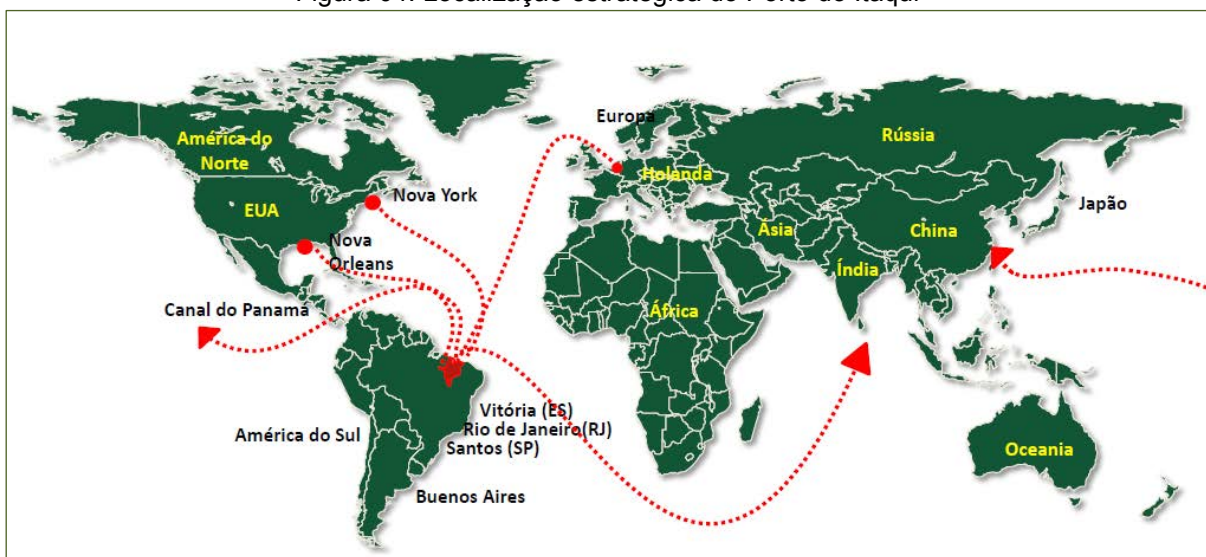 Figura 01: Localização estratégica do Porto do Itaqui
Europa
Rússia
América do
Norte
Holanda
Nova York
EUA
Japão
Nova
Orleans
Ásia
China
Índia
Canal do Panamá
África
Vitória (ES)
Rio de Janeiro(RJ)
América do Sul
Santos (SP)
Oceania
Buenos Aires